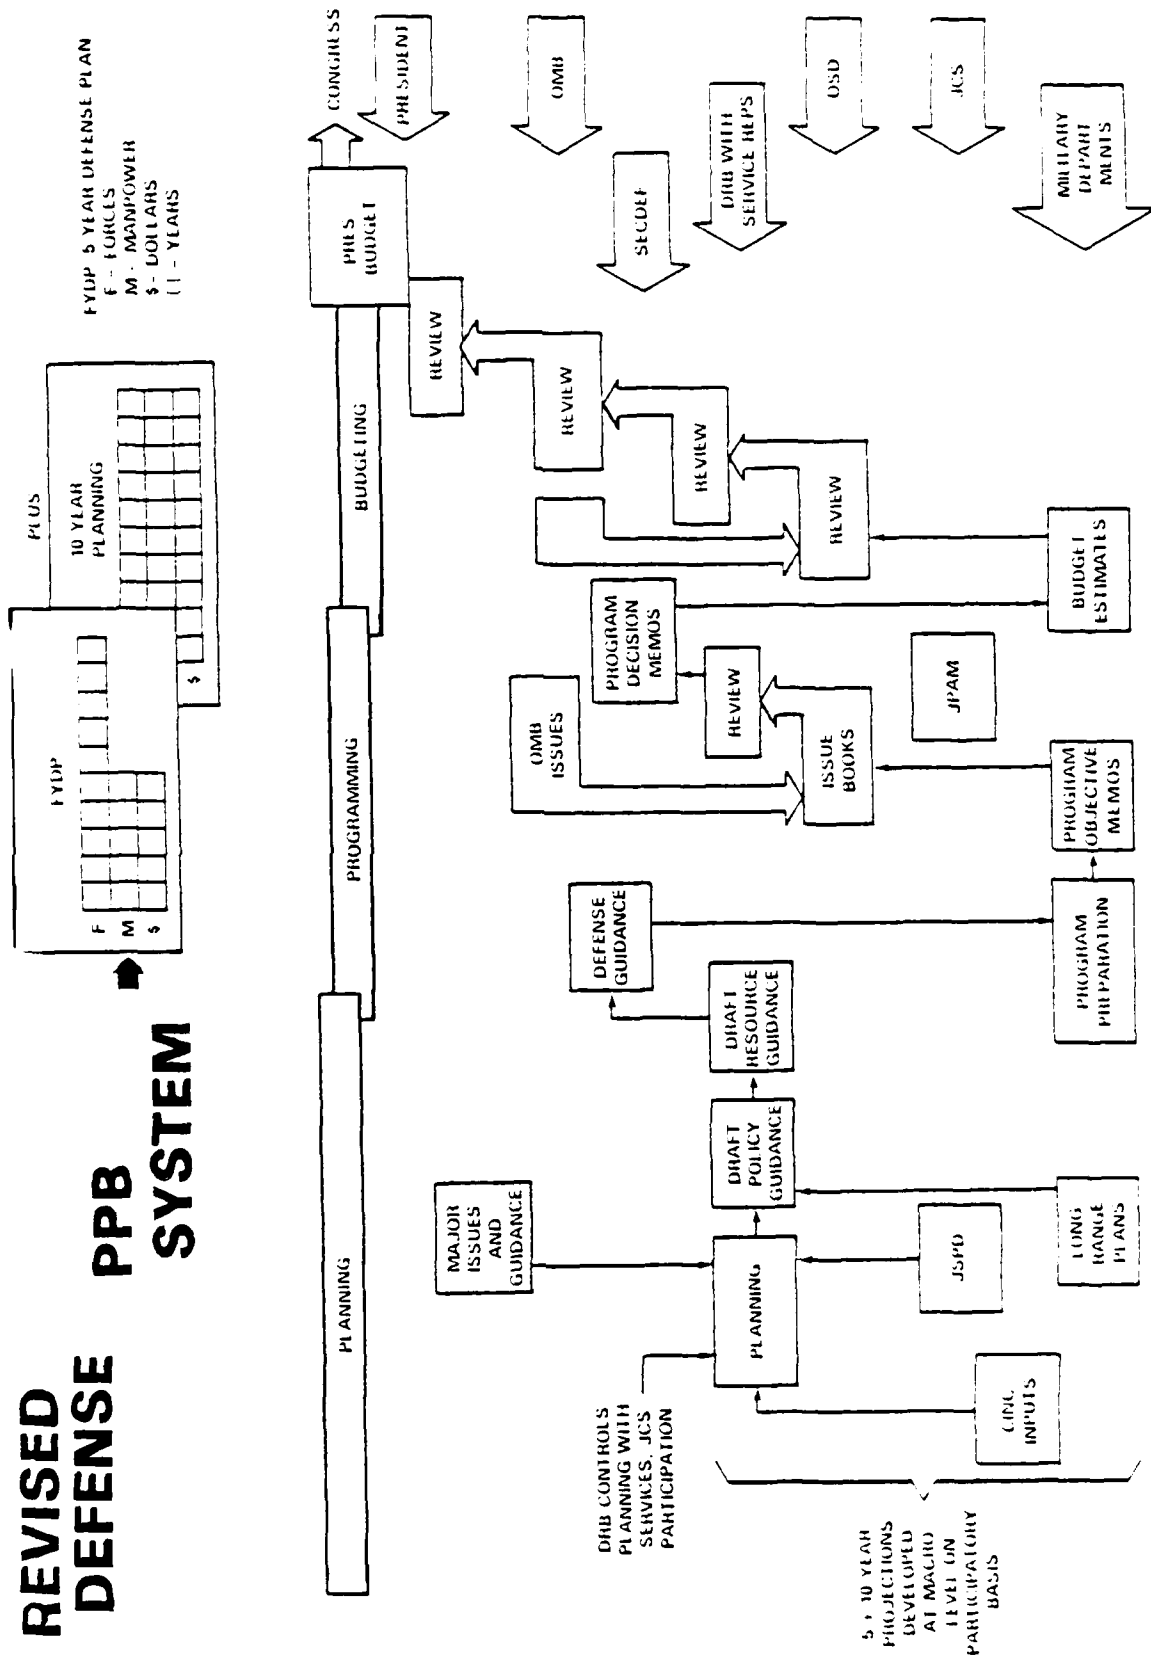 REVISED
DEFENSE PPB
SYSTEM
FYDP
F
M
$
PLUS
10 YEAR
PLANNING
$
FYDP 5 YEAR DEFENSE PLAN
F - FORCES
M - MANPOWER
$ - DOLLARS
[ ] - YEARS
PLANNING
PROGRAMMING
BUDGETING
PRES
BUDGET
CONGRESS
PRESIDENT
REVIEW
MAJOR
ISSUES
AND
GUIDANCE
OMB
ISSUES
REVIEW
OMB
DRB CONTROLS
PLANNING WITH
SERVICES, JCS
PARTICIPATION
DEFENSE
GUIDANCE
PROGRAM
DECISION
MEMOS
SECDEF
PLANNING
DRAFT
POLICY
GUIDANCE
DRAFT
RESOURCE
GUIDANCE
REVIEW
REVIEW
DRB WITH
SERVICE REPS
ISSUE
BOOKS
REVIEW
OSD
5 + 10 YEAR
PROJECTIONS
DEVELOPED
AT MACRO
LEVEL ON
PARTICIPATORY
BASIS
CINC
INPUTS
JSPD
JPAM
JCS
LONG
RANGE
PLANS
PROGRAM
PREPARATION
PROGRAM
OBJECTIVE
MEMOS
BUDGET
ESTIMATES
MILITARY
DEPART
MENTS